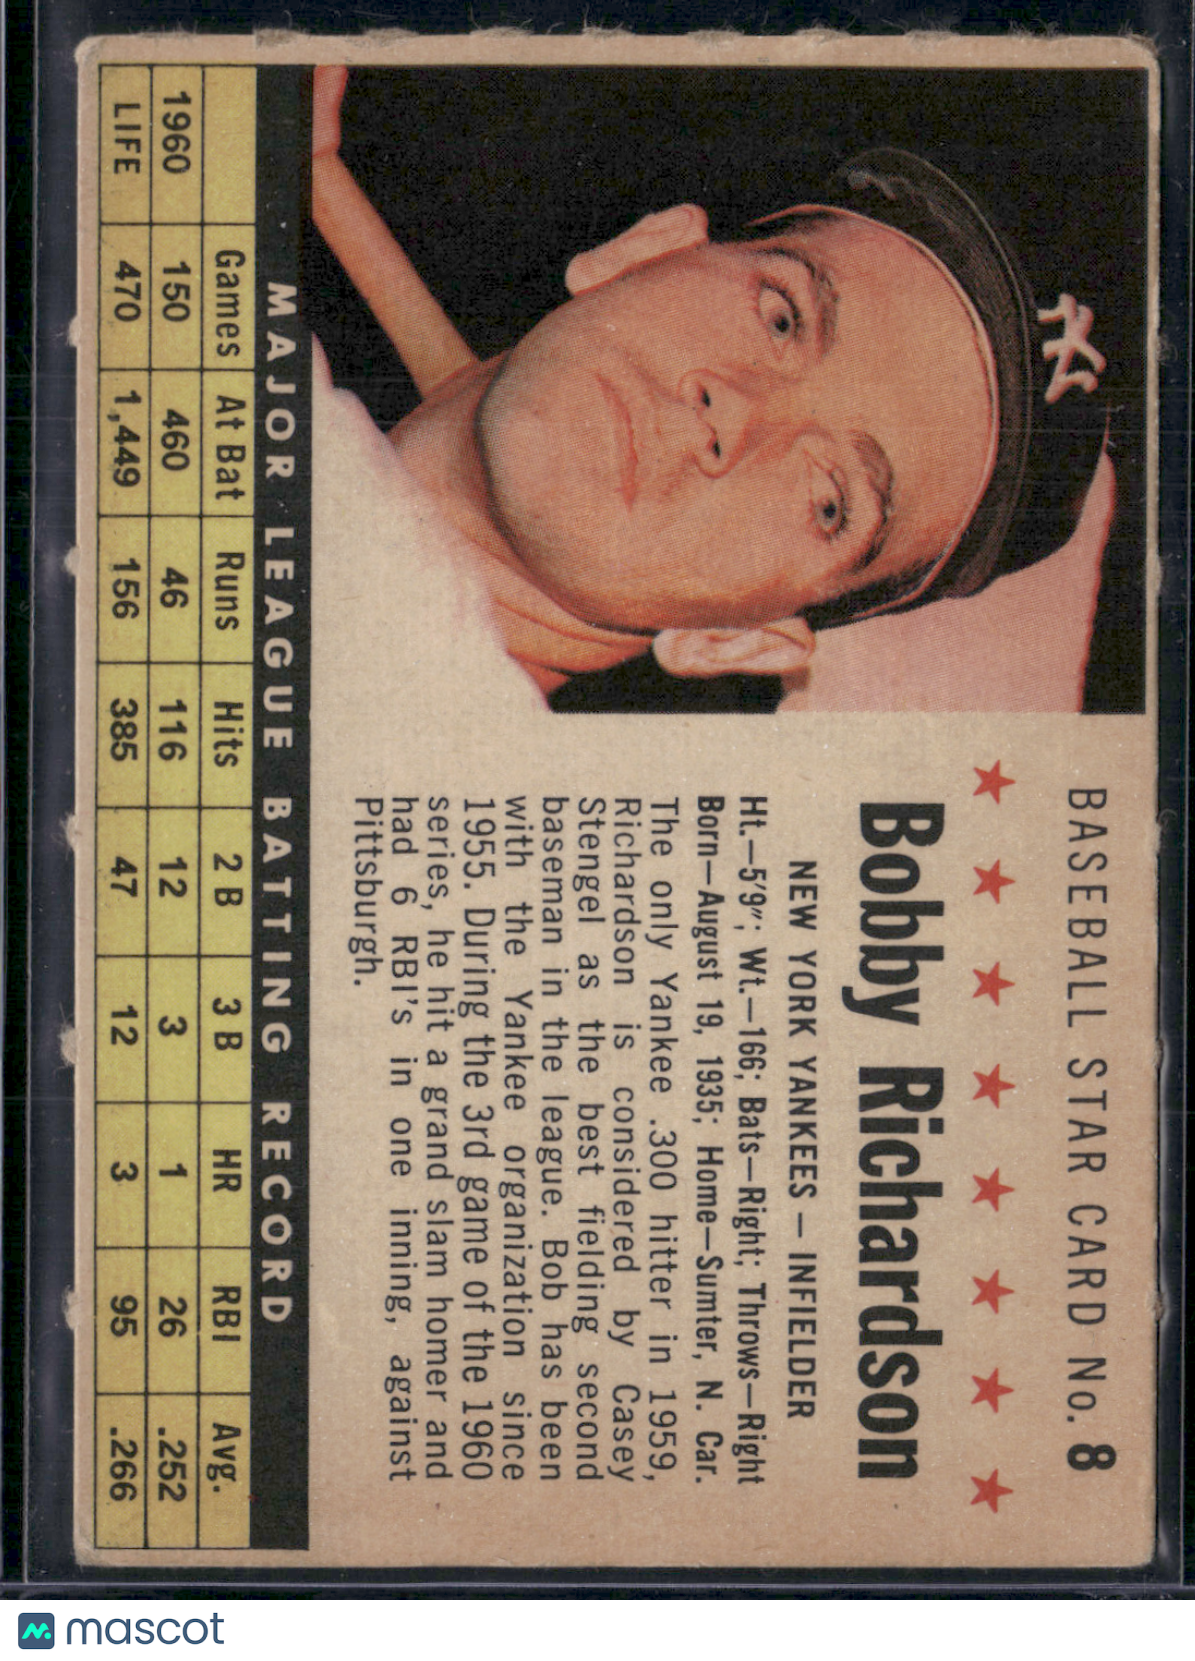 BASEBALL STAR CARD No. 8
Bobby Richardson
NEW YORK YANKEES — INFIELDER
Ht.—5'9"; Wt.—166; Bats—Right; Throws—Right
Born—August 19, 1935; Home—Sumter, N. Car.
The only Yankee .300 hitter in 1959,
Richardson is considered by Casey
Stengel as the best fielding second
baseman in the league. Bob has been
with the Yankee organization since
1955. During the 3rd game of the 1960
series, he hit a grand slam homer and
had 6 RBI's in one inning, against
Pittsburgh.
MAJOR LEAGUE BATTING RECORD
Games At Bat Runs Hits 2 B 3 B HR RBI Avg.
1960 150 460 46 116 12 3 1 26 .252
LIFE 470 1,449 156 385 47 12 3 95 .266
mascot